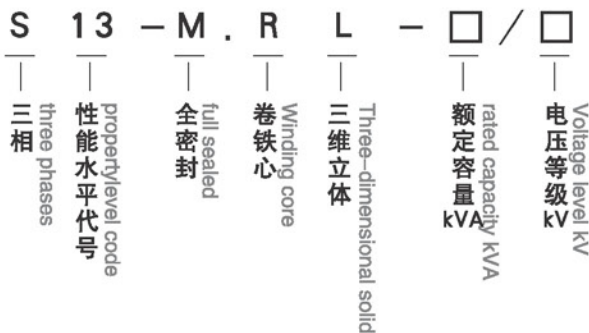 S 13 — M . R L — □ / □
三相
three phases
性能水平代号
propertylevel code
全密封
full sealed
卷铁心
Winding core
三维立体
Three-dimensional solid
额定容量kVA
rated capacity kVA
电压等级kV
Voltage level kV